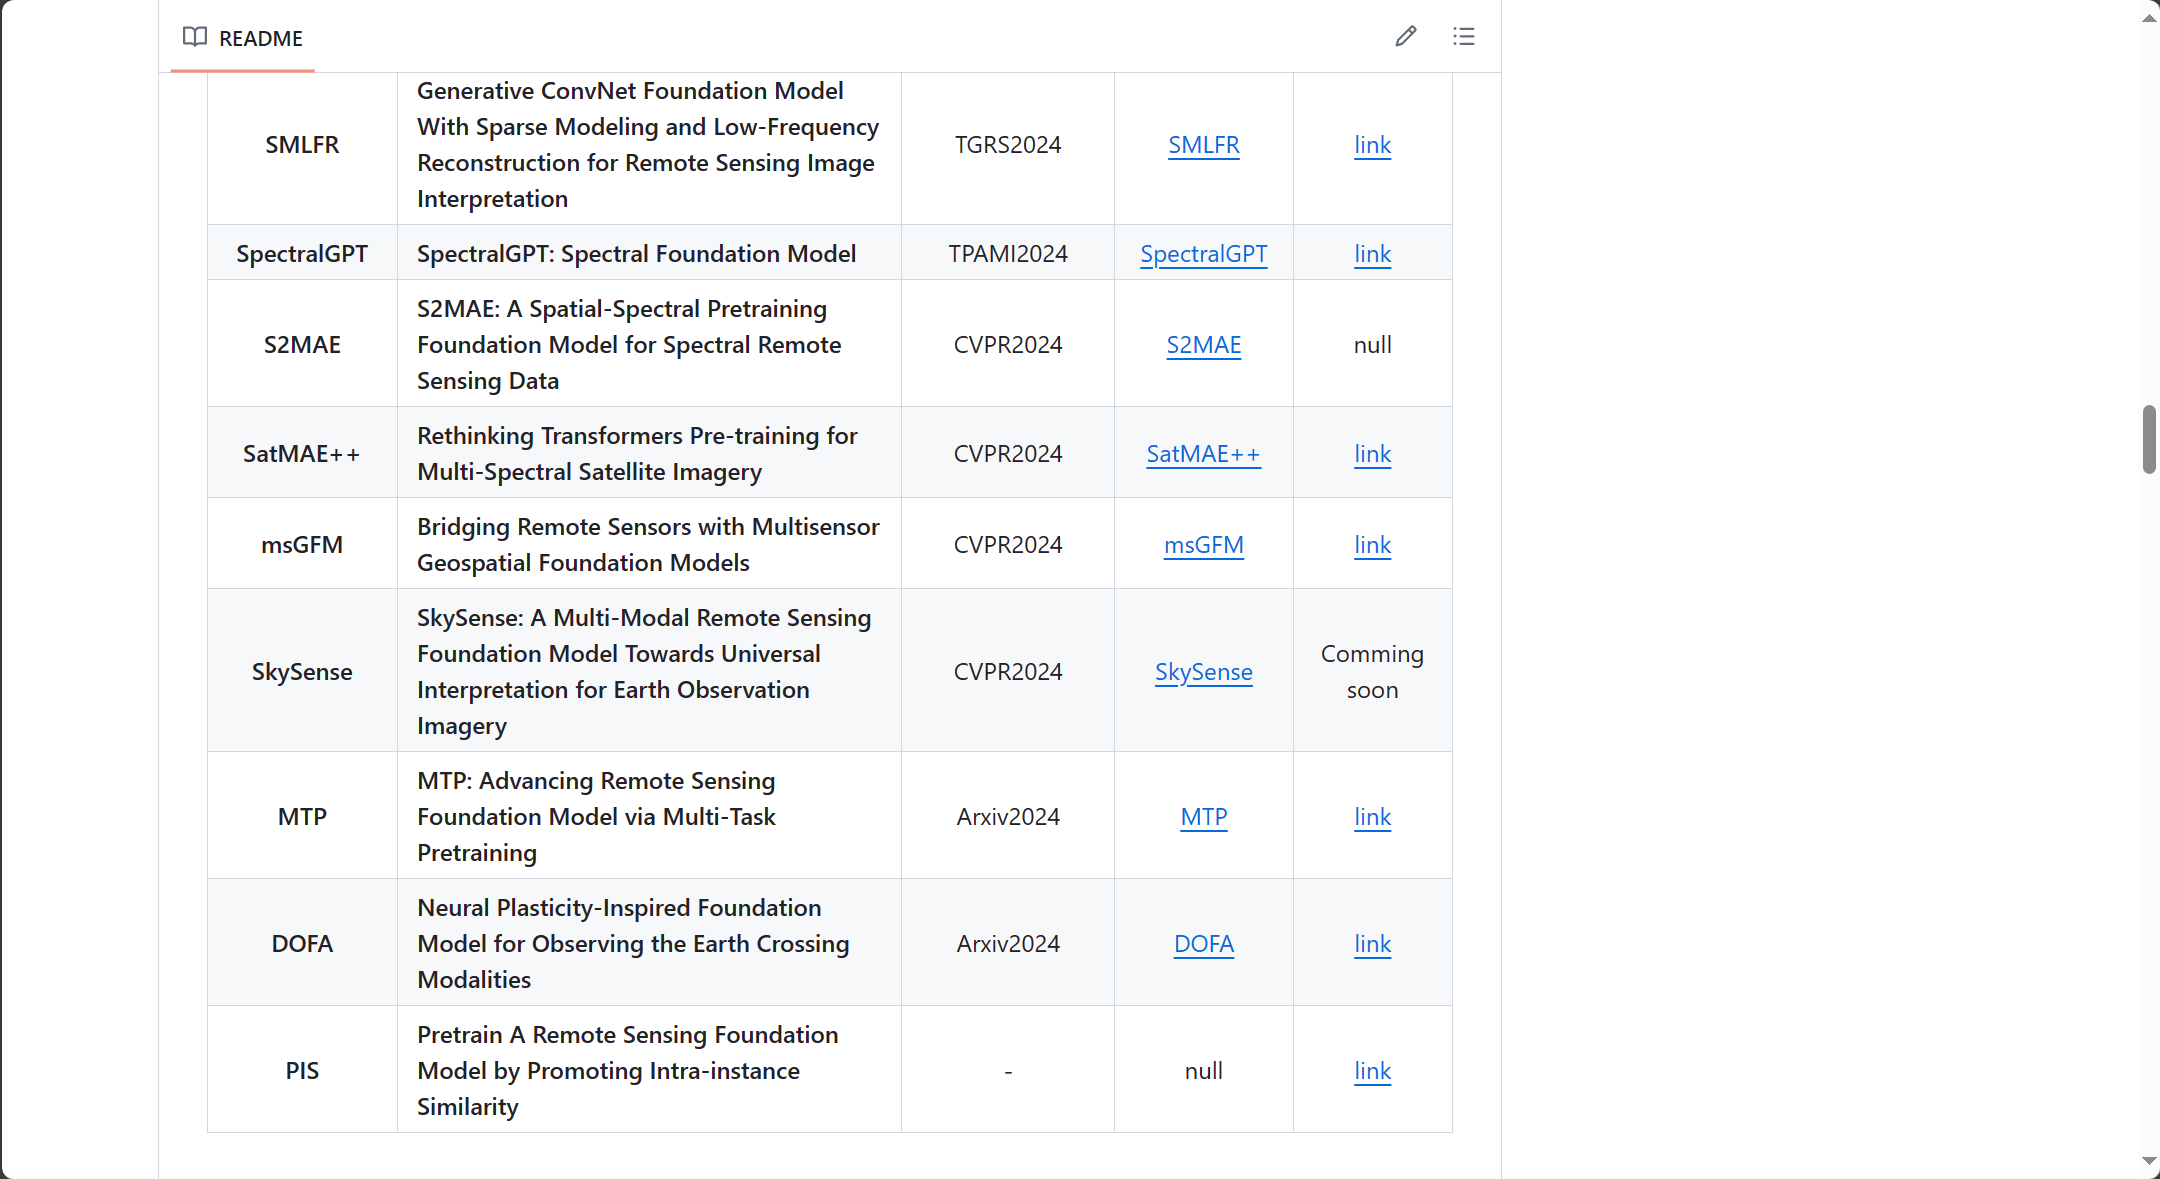 README
Generative ConvNet Foundation Model
With Sparse Modeling and Low-Frequency
SMLFR
TGRS2024
SMLFR
link
Reconstruction for Remote Sensing Image
Interpretation
SpectralGPT
SpectralGPT: Spectral Foundation Model
TPAMI2024
SpectralGPT
link
S2MAE: A Spatial-Spectral Pretraining
S2MAE
Foundation Model for Spectral Remote
CVPR2024
S2MAE
null
Sensing Data
Rethinking Transformers Pre-training for
SatMAE++
CVPR2024
SatMAE++
link
Multi-Spectral Satellite Imagery
Bridging Remote Sensors with Multisensor
msGFM
CVPR2024
msGFM
link
Geospatial Foundation Models
SkySense: A Multi-Modal Remote Sensing
Foundation Model Towards Universal
Comming
SkySense
CVPR2024
SkySense
Interpretation for Earth Observation
soon
Imagery
MTP: Advancing Remote Sensing
MTP
Foundation Model via Multi-Task
Arxiv2024
MTP
link
Pretraining
Neural Plasticity-Inspired Foundation
DOFA
Model for Observing the Earth Crossing
Arxiv2024
DOFA
link
Modalities
Pretrain A Remote Sensing Foundation
PIS
Model by Promoting Intra-instance
-
null
link
Similarity